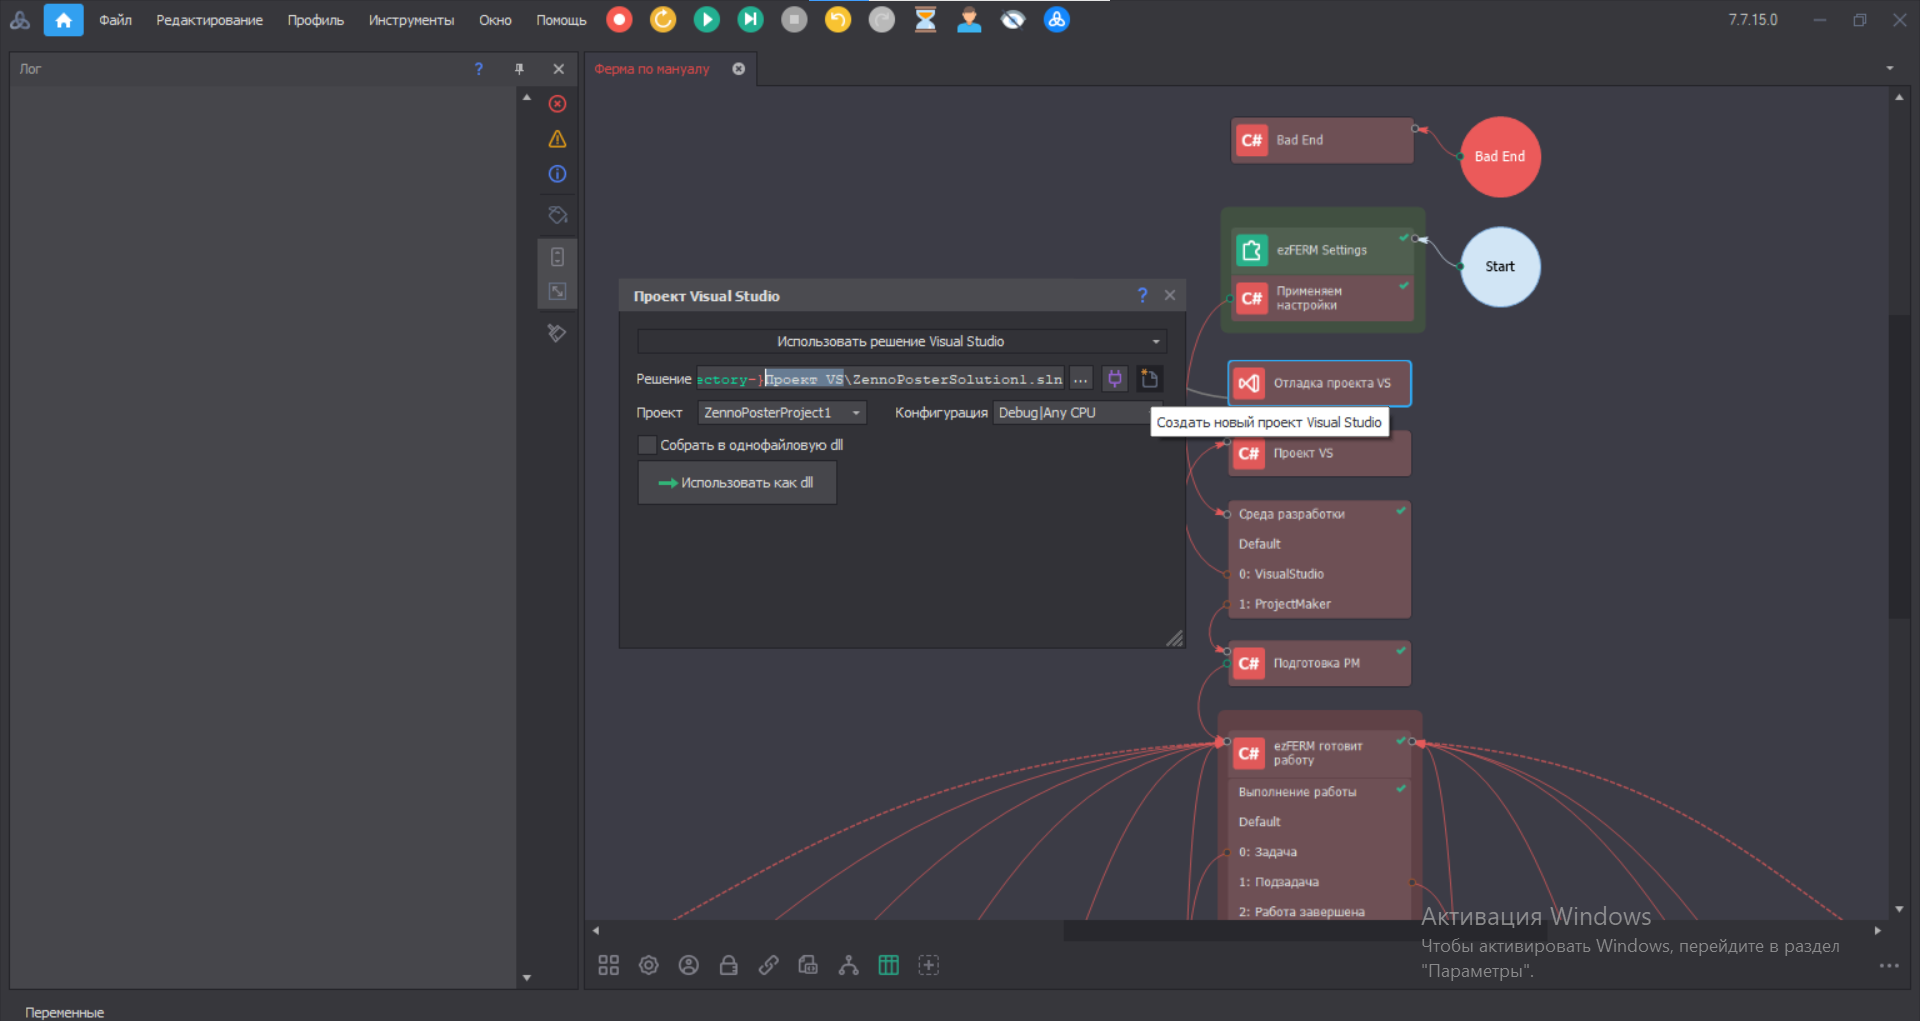 Файл Редактирование Профиль Инструменты Окно Помощь 7.7.15.0
Лог ?
Ферма по мануалу
C# Bad End
Bad End
ezFERM Settings
Start
C# Применяем
настройки
Проект Visual Studio ?
Использовать решение Visual Studio
Решение ectory-}Проект VS\ZennoPosterSolution1.sln ...
Проект ZennoPosterProject1 Конфигурация Debug|Any CPU
Собрать в однофайловую dll
Использовать как dll
Отладка проекта VS
Создать новый проект Visual Studio
C# Проект VS
Среда разработки
Default
0: VisualStudio
1: ProjectMaker
C# Подготовка PM
C# ezFERM готовит
работу
Выполнение работы
Default
0: Задача
1: Подзадача
2: Работа завершена
Активация Windows
Чтобы активировать Windows, перейдите в раздел
"Параметры".
Переменные